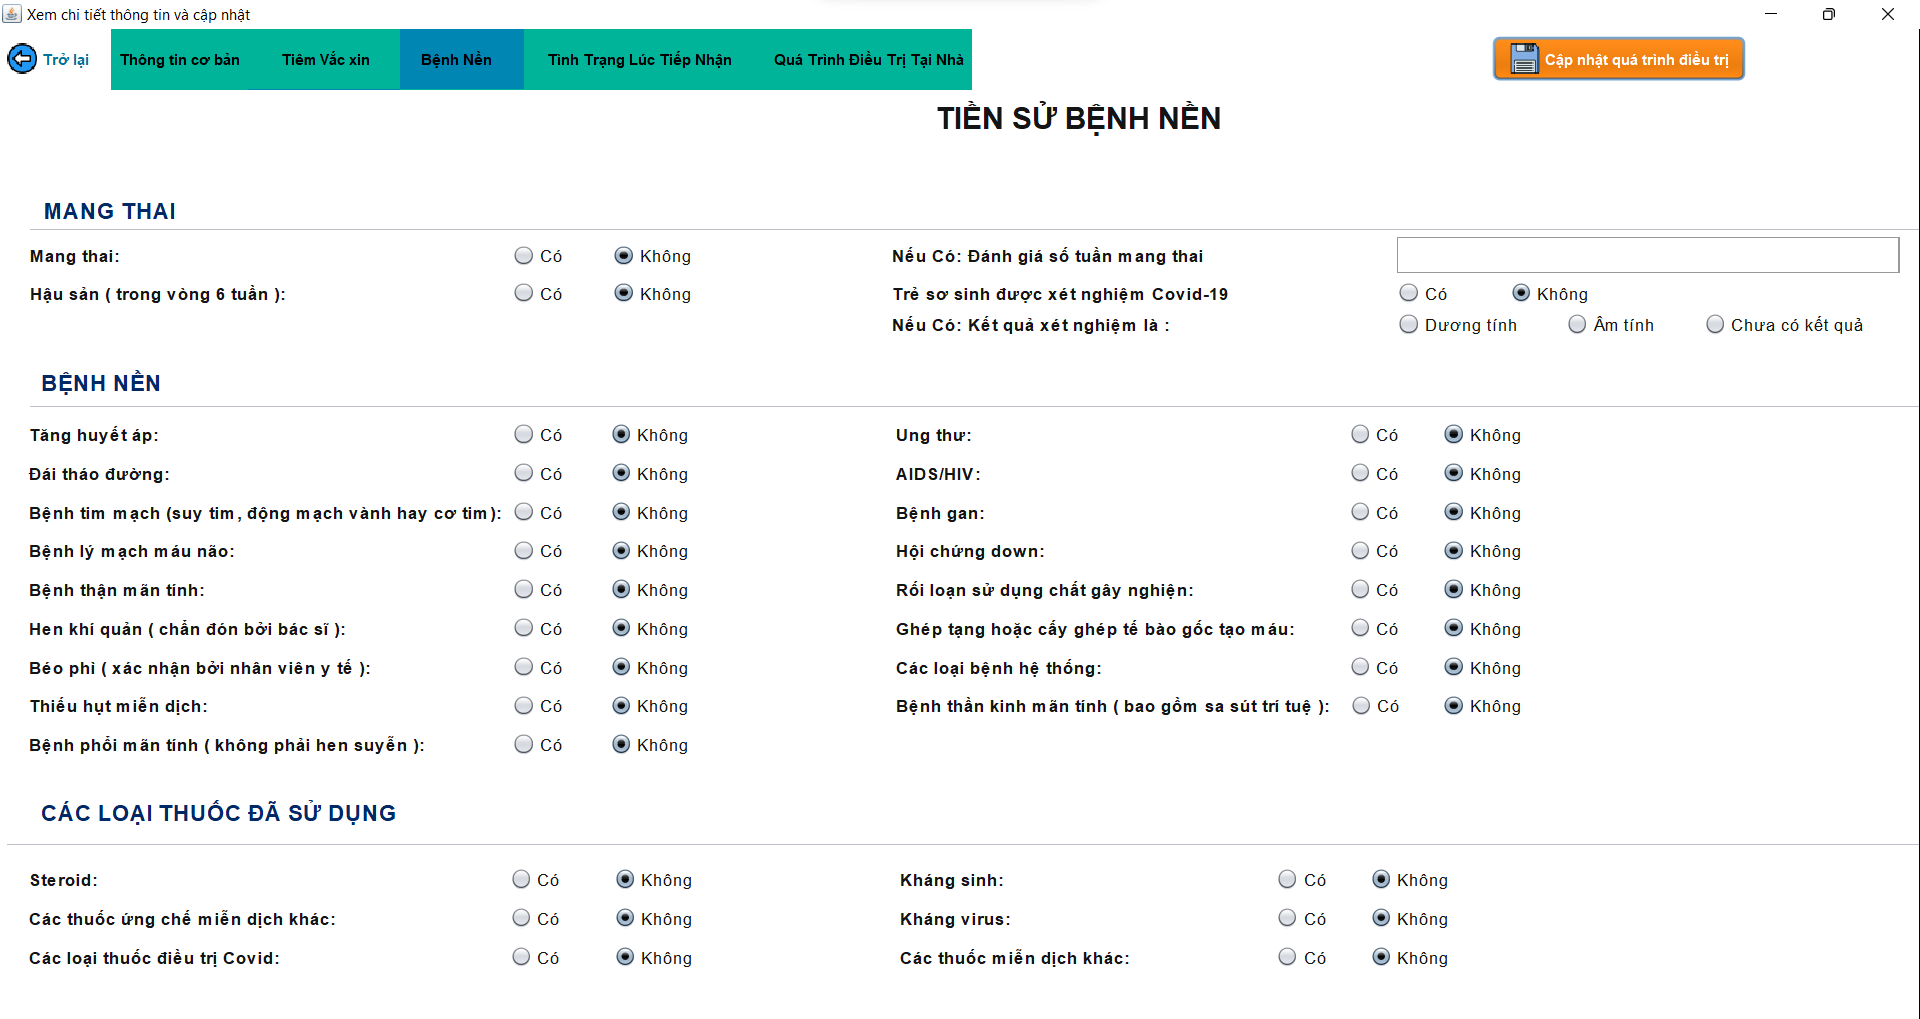 Xem chi tiết thông tin và cập nhật
Trở lại
Thông tin cơ bản
Tiêm Vắc xin
Bệnh Nền
Tình Trạng Lúc Tiếp Nhận
Quá Trình Điều Trị Tại Nhà
Cập nhật quá trình điều trị
TIỀN SỬ BỆNH NỀN
MANG THAI
Mang thai: Có Không Nếu Có: Đánh giá số tuần mang thai
Hậu sản ( trong vòng 6 tuần ): Có Không Trẻ sơ sinh được xét nghiệm Covid-19 Có Không
Nếu Có: Kết quả xét nghiệm là : Dương tính Âm tính Chưa có kết quả
BỆNH NỀN
Tăng huyết áp: Có Không Ung thư: Có Không
Đái tháo đường: Có Không AIDS/HIV: Có Không
Bệnh tim mạch (suy tim, động mạch vành hay cơ tim): Có Không Bệnh gan: Có Không
Bệnh lý mạch máu não: Có Không Hội chứng down: Có Không
Bệnh thận mãn tính: Có Không Rối loạn sử dụng chất gây nghiện: Có Không
Hen khí quản ( chẩn đón bởi bác sĩ ): Có Không Ghép tạng hoặc cấy ghép tế bào gốc tạo máu: Có Không
Béo phì ( xác nhận bởi nhân viên y tế ): Có Không Các loại bệnh hệ thống: Có Không
Thiếu hụt miễn dịch: Có Không Bệnh thần kinh mãn tính ( bao gồm sa sút trí tuệ ): Có Không
Bệnh phổi mãn tính ( không phải hen suyễn ): Có Không
CÁC LOẠI THUỐC ĐÃ SỬ DỤNG
Steroid: Có Không Kháng sinh: Có Không
Các thuốc ứng chế miễn dịch khác: Có Không Kháng virus: Có Không
Các loại thuốc điều trị Covid: Có Không Các thuốc miễn dịch khác: Có Không